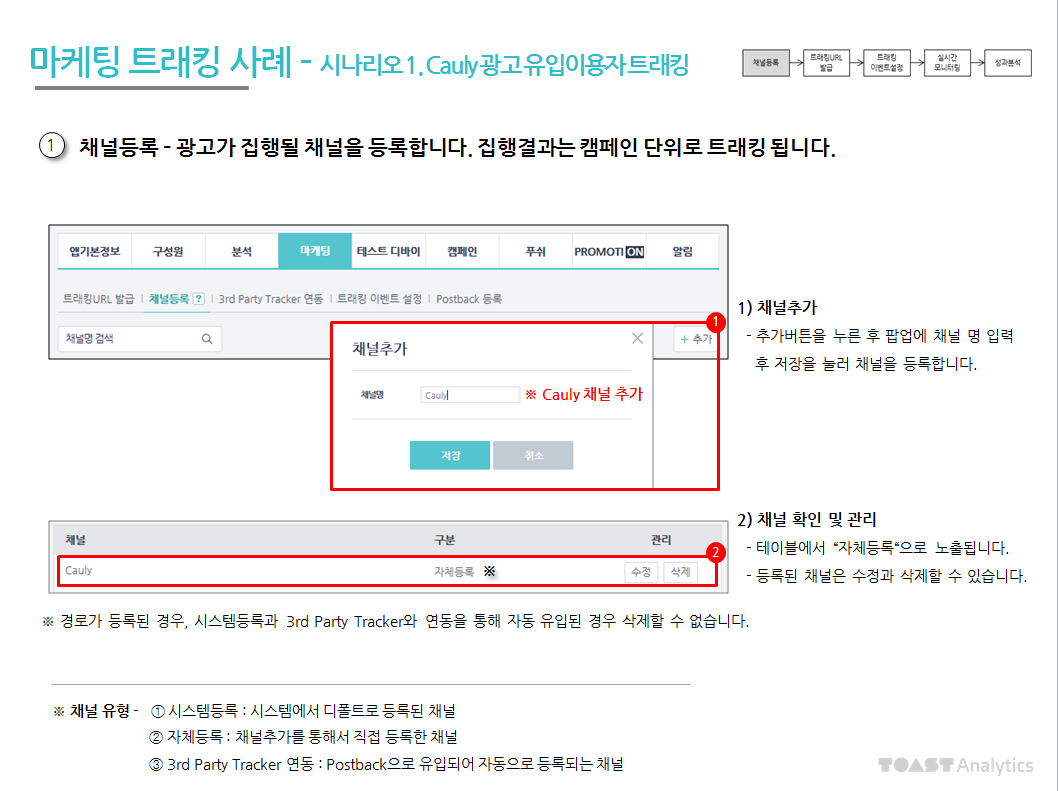 마케팅 트래킹 사례 - 시나리오 1. Cauly 광고 유입이용자 트래킹
채널등록
트래킹URL
발급
트래킹
이벤트설정
실시간
모니터링
성과분석
1 채널등록 - 광고가 집행될 채널을 등록합니다. 집행결과는 캠페인 단위로 트래킹 됩니다.
앱기본정보 구성원 분석 마케팅 테스트 디바이 캠페인 푸쉬 PROMOTION 알림
트래킹URL 발급 | 채널등록 ? | 3rd Party Tracker 연동 | 트래킹 이벤트 설정 | Postback 등록
채널명 검색
+ 추가
1
채널추가
채널명 Cauly ※ Cauly 채널 추가
저장 취소
1) 채널추가
- 추가버튼을 누른 후 팝업에 채널 명 입력
후 저장을 눌러 채널을 등록합니다.
채널 구분 관리
2
Cauly 자체등록 ※ 수정 삭제
2) 채널 확인 및 관리
- 테이블에서 “자체등록“으로 노출됩니다.
- 등록된 채널은 수정과 삭제할 수 있습니다.
※ 경로가 등록된 경우, 시스템등록과 3rd Party Tracker와 연동을 통해 자동 유입된 경우 삭제할 수 없습니다.
※ 채널 유형 - ① 시스템등록 : 시스템에서 디폴트로 등록된 채널
② 자체등록 : 채널추가를 통해서 직접 등록한 채널
③ 3rd Party Tracker 연동 : Postback으로 유입되어 자동으로 등록되는 채널
TOAST Analytics